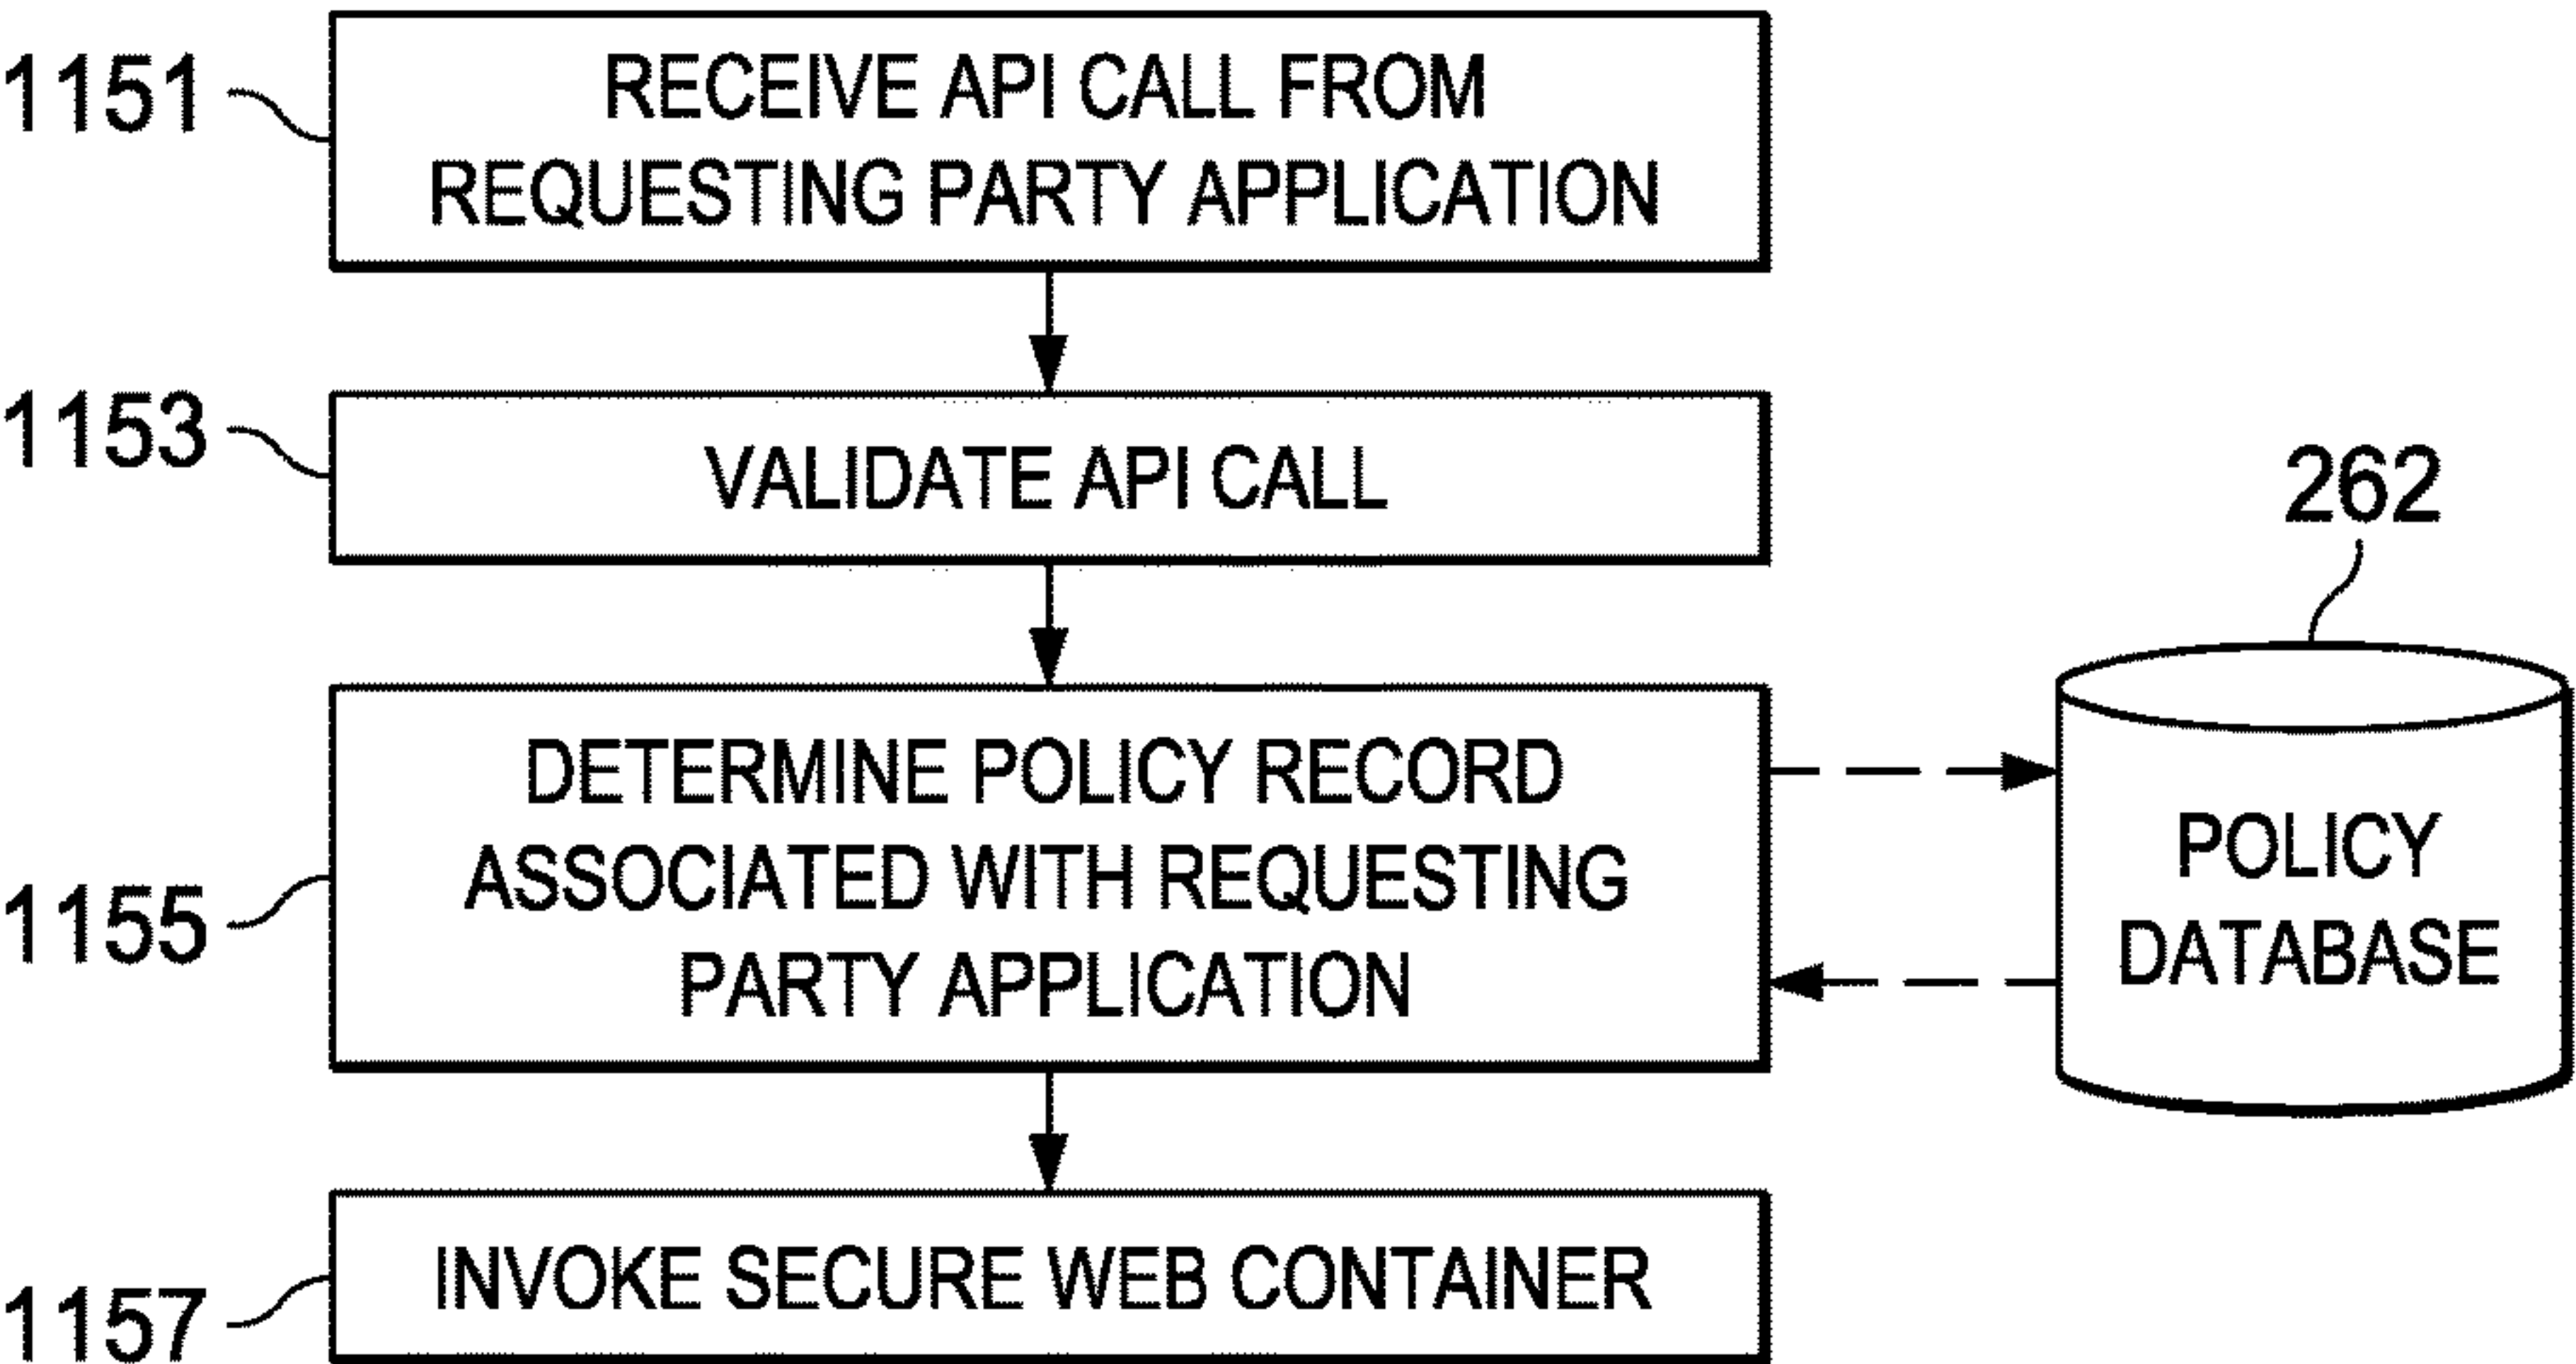 1151
RECEIVE API CALL FROM
REQUESTING PARTY APPLICATION
1153
VALIDATE API CALL
262
1155
DETERMINE POLICY RECORD
ASSOCIATED WITH REQUESTING
PARTY APPLICATION
POLICY
DATABASE
1157
INVOKE SECURE WEB CONTAINER